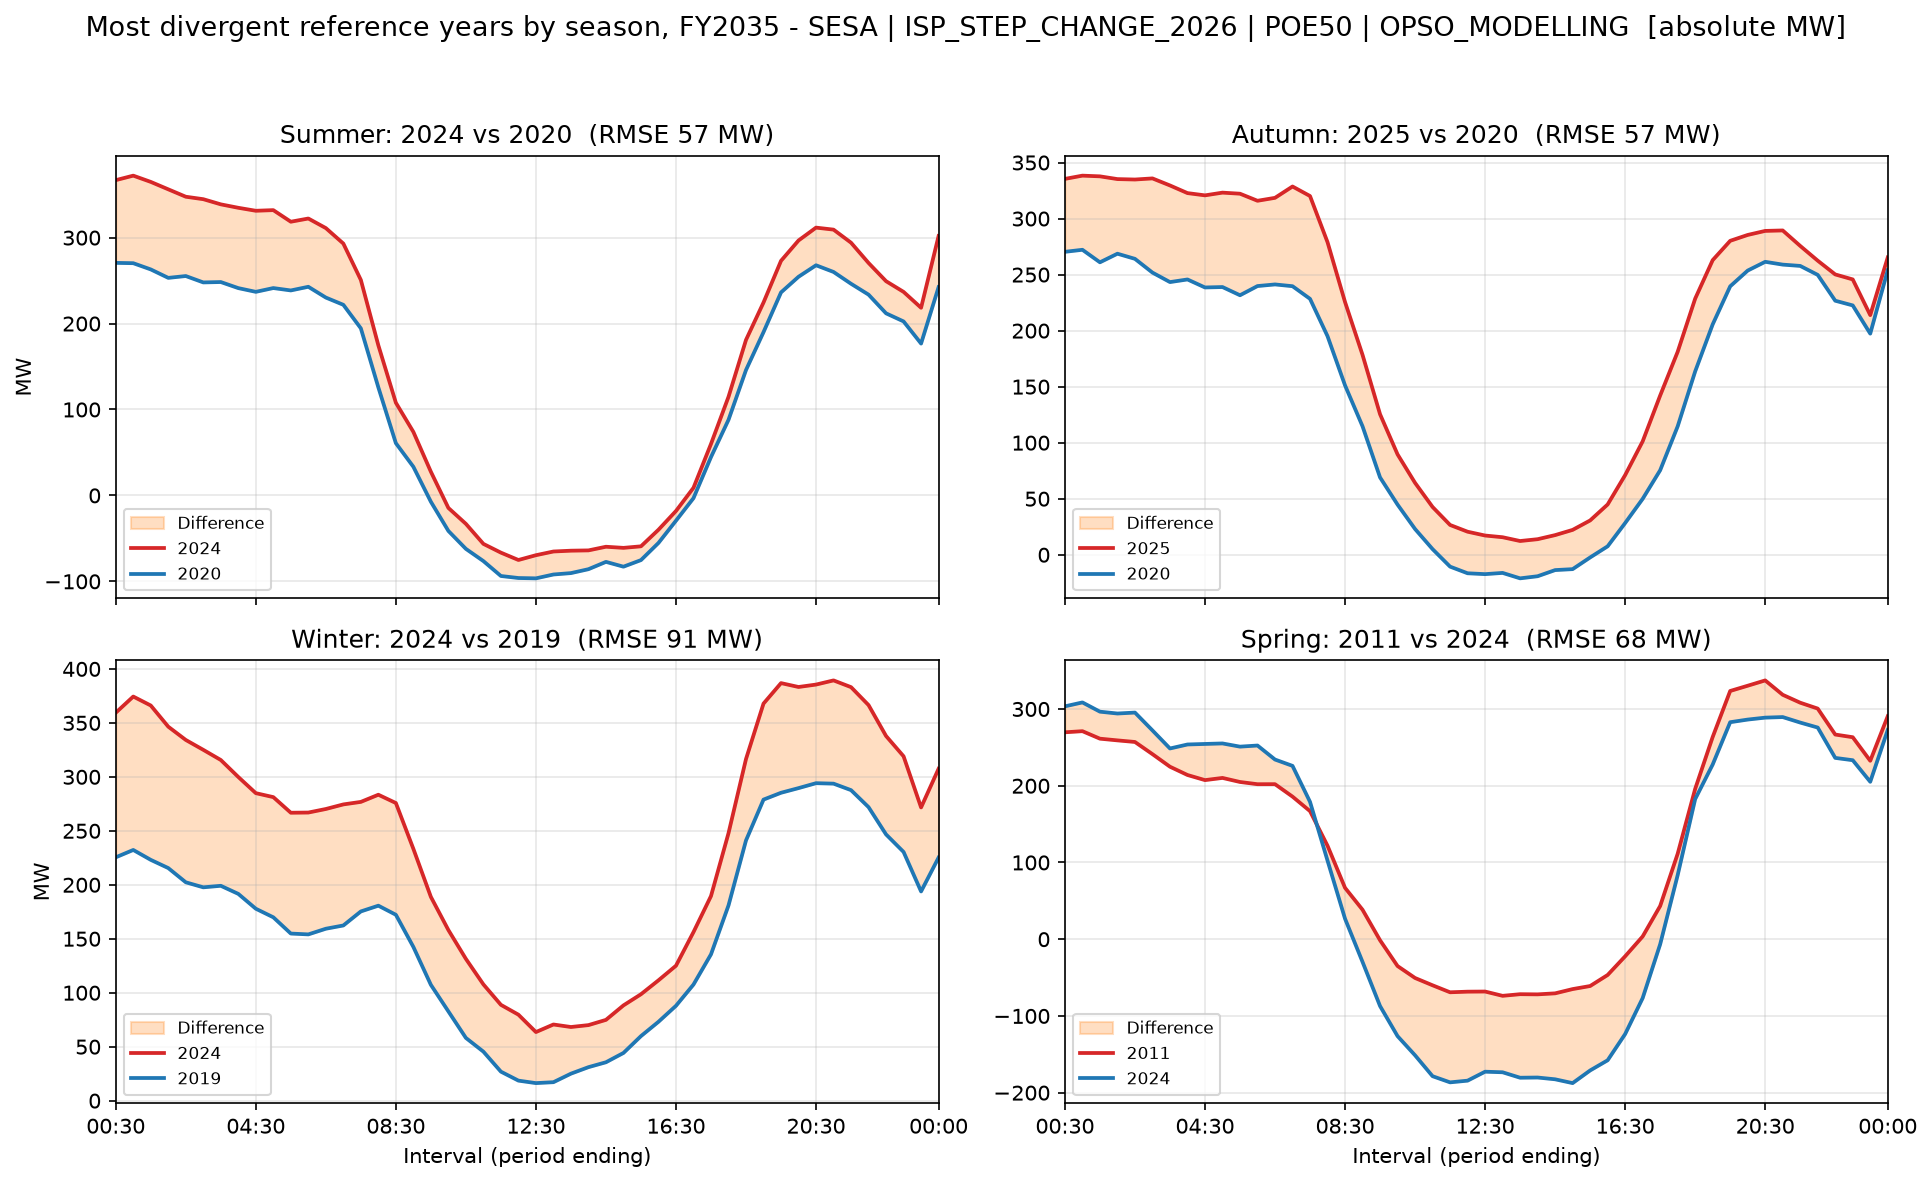 Most divergent reference years by season, FY2035 - SESA | ISP_STEP_CHANGE_2026 | POE50 | OPSO_MODELLING  [absolute MW]
Summer: 2024 vs 2020  (RMSE 57 MW)
MW
300
200
100
0
−100
Difference
2024
2020
Autumn: 2025 vs 2020  (RMSE 57 MW)
350
300
250
200
150
100
50
0
Difference
2025
2020
Winter: 2024 vs 2019  (RMSE 91 MW)
MW
400
350
300
250
200
150
100
50
0
Difference
2024
2019
00:30 04:30 08:30 12:30 16:30 20:30 00:00
Interval (period ending)
Spring: 2011 vs 2024  (RMSE 68 MW)
300
200
100
0
−100
−200
Difference
2011
2024
00:30 04:30 08:30 12:30 16:30 20:30 00:00
Interval (period ending)